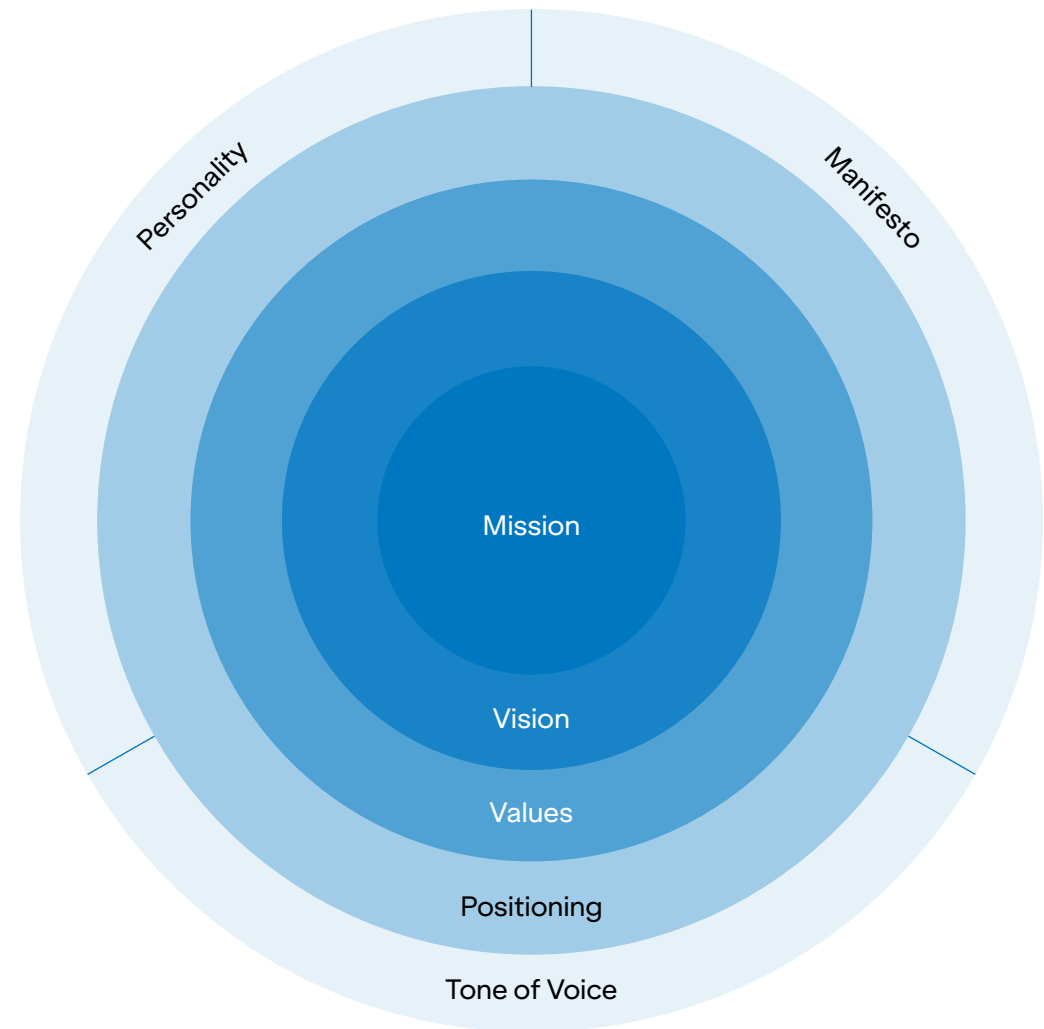 Personality
Manifesto
Mission
Vision
Values
Positioning
Tone of Voice